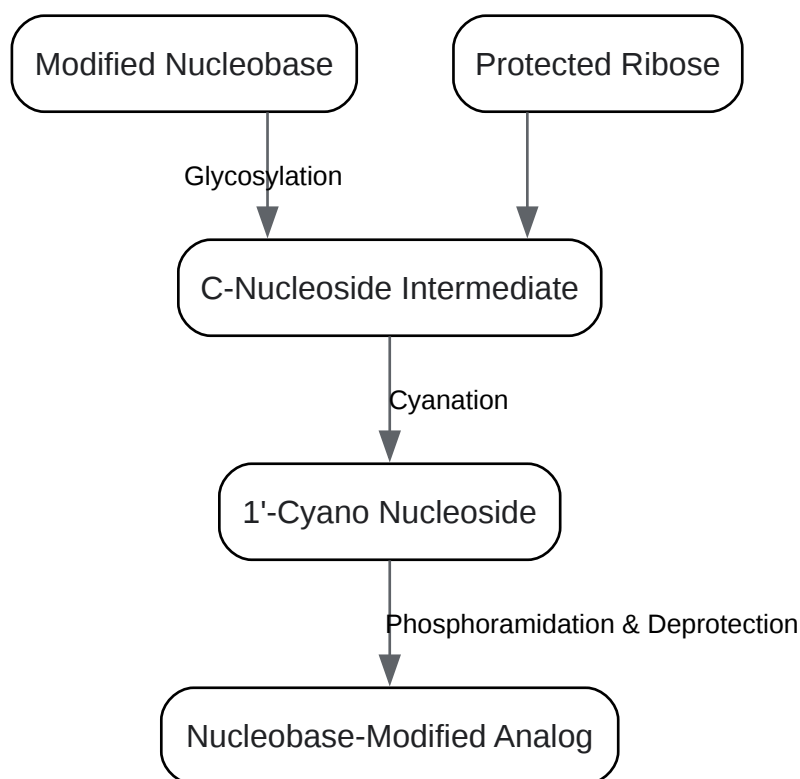 Modified Nucleobase
Protected Ribose
Glycosylation
C-Nucleoside Intermediate
Cyanation
1'-Cyano Nucleoside
Phosphoramidation & Deprotection
Nucleobase-Modified Analog